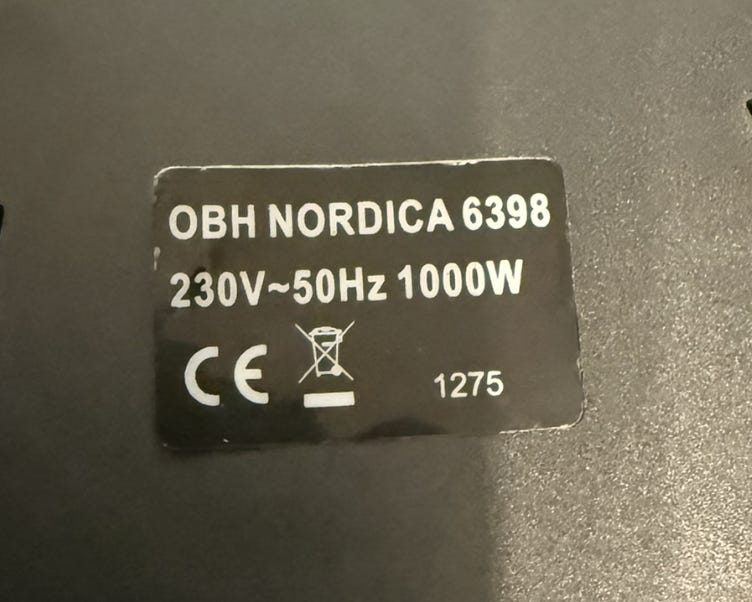 OBH NORDICA 6398
230V~50Hz 1000W
CE
1275